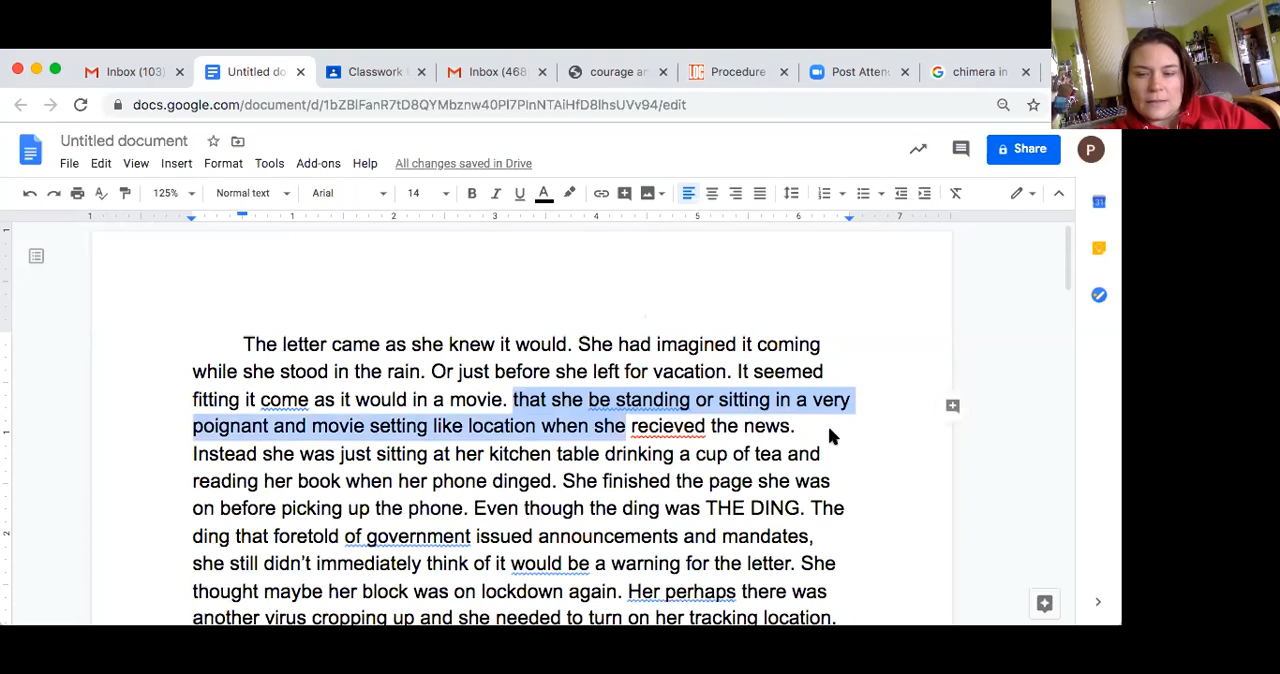 Inbox (103)
Untitled do
Classwork
Inbox (468
courage an
Procedure
Post Atten
chimera in
docs.google.com/document/d/1bZBlFanR7tD8QYMbznw40Pl7PlnNTAiHfD8lhsUVv94/edit
Untitled document
File Edit View Insert Format Tools Add-ons Help All changes saved in Drive
Share
P
125% Normal text Arial 14 B I U A
1 1 2 3 4 5 6 7
The letter came as she knew it would. She had imagined it coming
while she stood in the rain. Or just before she left for vacation. It seemed
fitting it come as it would in a movie. that she be standing or sitting in a very
poignant and movie setting like location when she recieved the news.
Instead she was just sitting at her kitchen table drinking a cup of tea and
reading her book when her phone dinged. She finished the page she was
on before picking up the phone. Even though the ding was THE DING. The
ding that foretold of government issued announcements and mandates,
she still didn't immediately think of it would be a warning for the letter. She
thought maybe her block was on lockdown again. Her perhaps there was
another virus cropping up and she needed to turn on her tracking location.